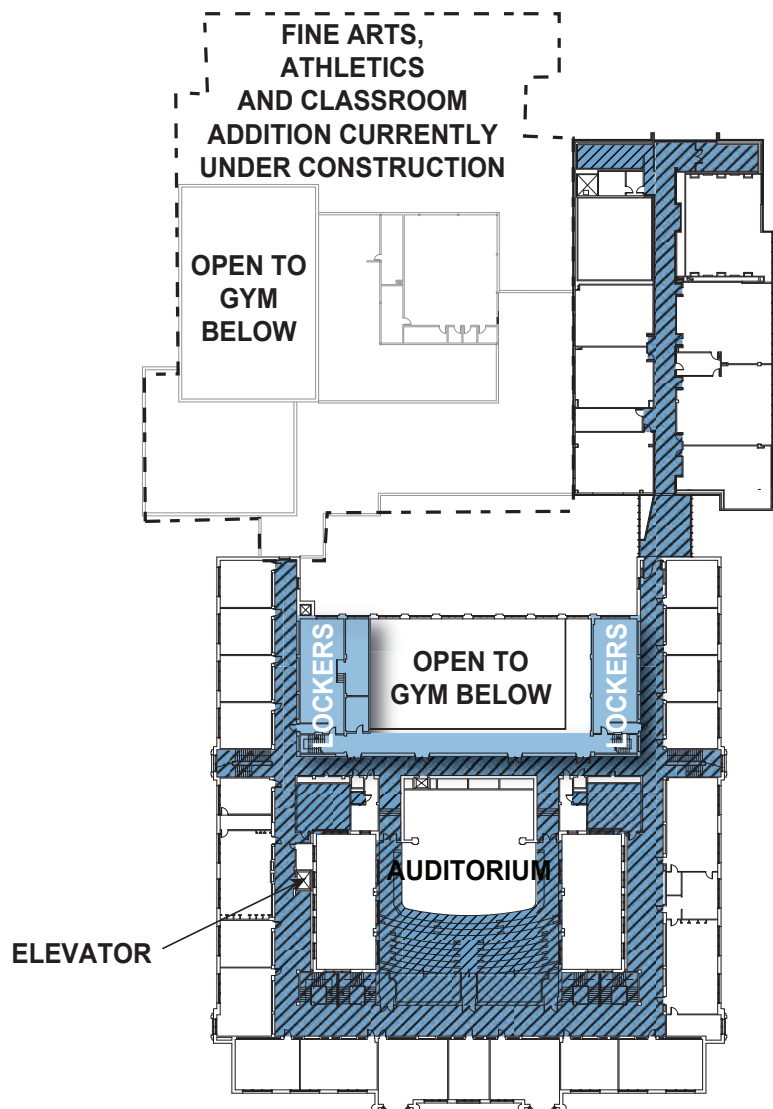 FINE ARTS,
ATHLETICS
AND CLASSROOM
ADDITION CURRENTLY
UNDER CONSTRUCTION
OPEN TO
GYM
BELOW
LOCKERS
OPEN TO
GYM BELOW
LOCKERS
AUDITORIUM
ELEVATOR